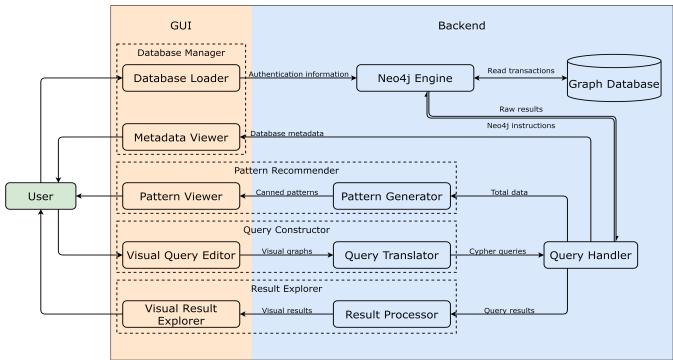 GUI
Backend
Database Manager
Database Loader
Authentication information
Neo4j Engine
Read transactions
Graph Database
Raw results
Neo4j instructions
Metadata Viewer
Database metadata
Pattern Recommender
User
Pattern Viewer
Canned patterns
Pattern Generator
Total data
Query Constructor
Visual Query Editor
Visual graphs
Query Translator
Cypher queries
Query Handler
Result Explorer
Visual Result
Explorer
Visual results
Result Processor
Query results